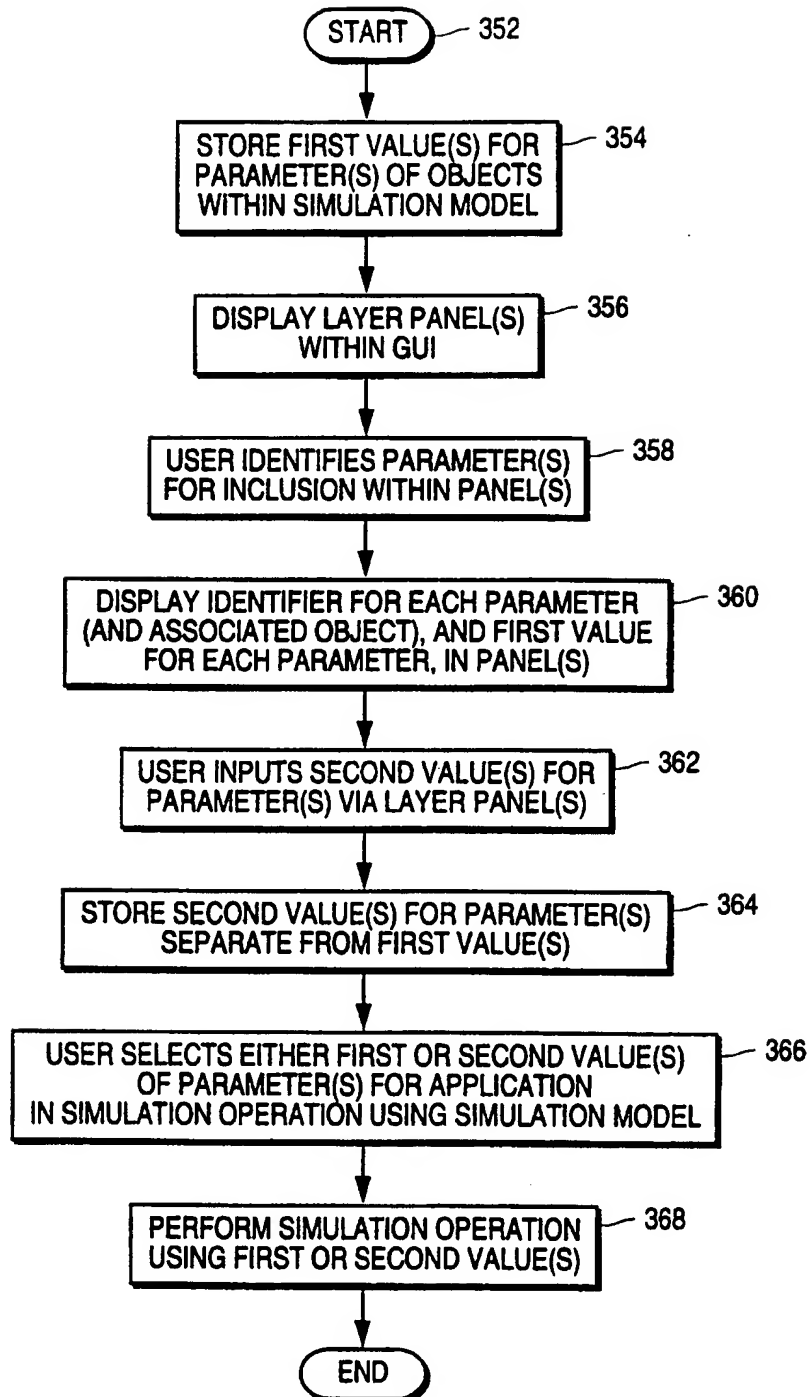 START
352
STORE FIRST VALUE(S) FOR
PARAMETER(S) OF OBJECTS
WITHIN SIMULATION MODEL
354
DISPLAY LAYER PANEL(S)
WITHIN GUI
356
USER IDENTIFIES PARAMETER(S)
FOR INCLUSION WITHIN PANEL(S)
358
DISPLAY IDENTIFIER FOR EACH PARAMETER
(AND ASSOCIATED OBJECT), AND FIRST VALUE
FOR EACH PARAMETER, IN PANEL(S)
360
USER INPUTS SECOND VALUE(S) FOR
PARAMETER(S) VIA LAYER PANEL(S)
362
STORE SECOND VALUE(S) FOR PARAMETER(S)
SEPARATE FROM FIRST VALUE(S)
364
USER SELECTS EITHER FIRST OR SECOND VALUE(S)
OF PARAMETER(S) FOR APPLICATION
IN SIMULATION OPERATION USING SIMULATION MODEL
366
PERFORM SIMULATION OPERATION
USING FIRST OR SECOND VALUE(S)
368
END